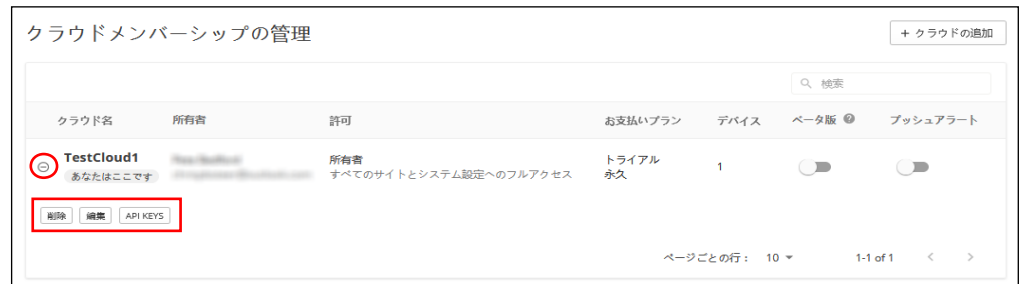 クラウドメンバーシップの管理
+ クラウドの追加
検索
クラウド名 所有者 許可 お支払いプラン デバイス ベータ版 ? プッシュアラート
TestCloud1 所有者 トライアル 1
あなたはここです すべてのサイトとシステム設定へのフルアクセス 永久
削除 編集 API KEYS
ページごとの行： 10 1-1 of 1 < >